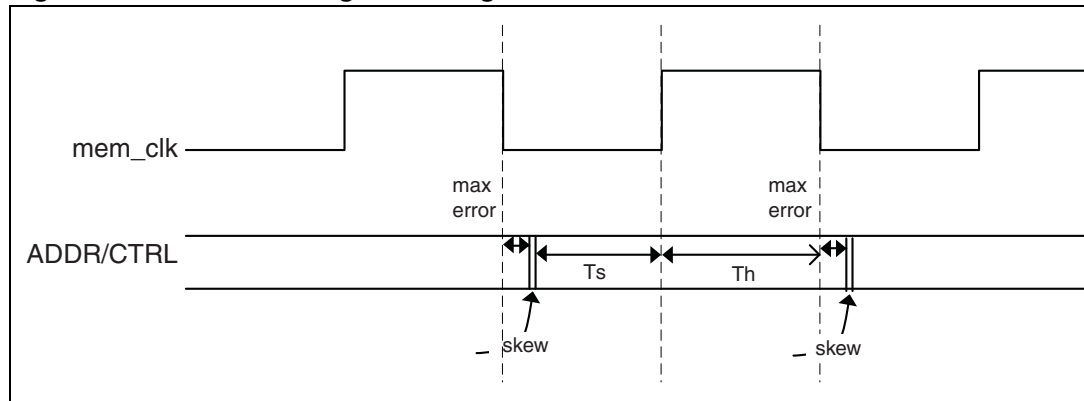 mem_clk
max
error
max
error
ADDR/CTRL
Ts
Th
_ skew
_ skew